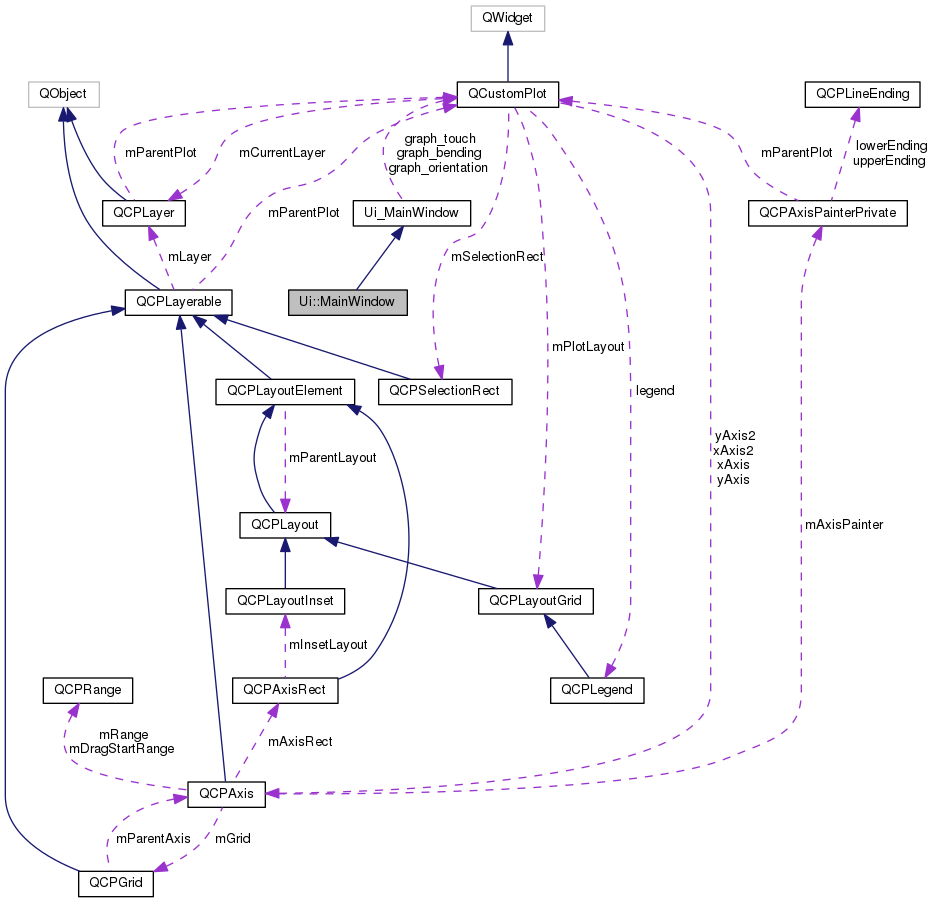 QWidget
QObject
QCustomPlot
QCPLineEnding
mParentPlot
mCurrentLayer
graph_touch
graph_bending
graph_orientation
mParentPlot
lowerEnding
upperEnding
QCPLayer
mParentPlot
Ui_MainWindow
QCPAxisPainterPrivate
mLayer
mSelectionRect
QCPLayerable
Ui::MainWindow
mPlotLayout
QCPLayoutElement
QCPSelectionRect
legend
mParentLayout
yAxis2
xAxis2
xAxis
yAxis
QCPLayout
mAxisPainter
QCPLayoutInset
QCPLayoutGrid
mInsetLayout
QCPRange
QCPAxisRect
QCPLegend
mRange
mDragStartRange
mAxisRect
QCPAxis
mParentAxis
mGrid
QCPGrid